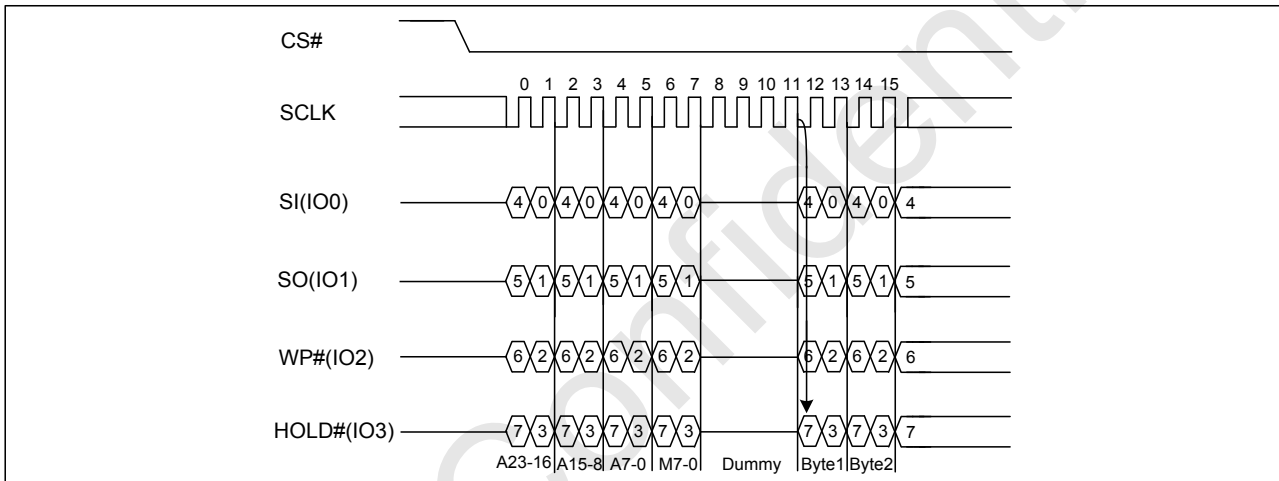 Confidential
CS#
0 1 2 3 4 5 6 7 8 9 10 11 12 13 14 15
SCLK
SI(IO0) 4 0 4 0 4 0 4 0 4 0 4 0 4
SO(IO1) 5 1 5 1 5 1 5 1 5 1 5 1 5
WP#(IO2) 6 2 6 2 6 2 6 2 6 2 6 2 6
HOLD#(IO3) 7 3 7 3 7 3 7 3 7 3 7 3 7
A23-16 A15-8 A7-0 M7-0 Dummy Byte1 Byte2